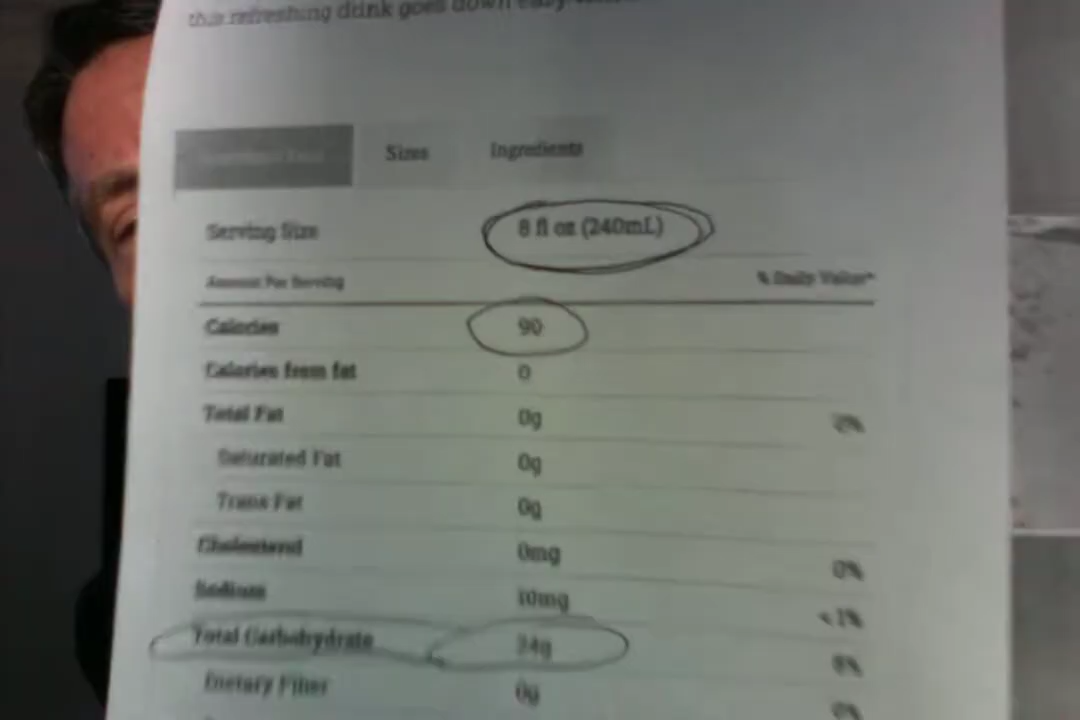 this refreshing drink goes down easy
Sizes Ingredients
Serving Size 8 fl oz (240mL)
Amount Per Serving % Daily Value*
Calories 90
Calories from fat 0
Total Fat 0g 0%
Saturated Fat 0g
Trans Fat 0g
Cholesterol 0mg 0%
Sodium 10mg <1%
Total Carbohydrate 24g 8%
Dietary Fiber 0g 0%